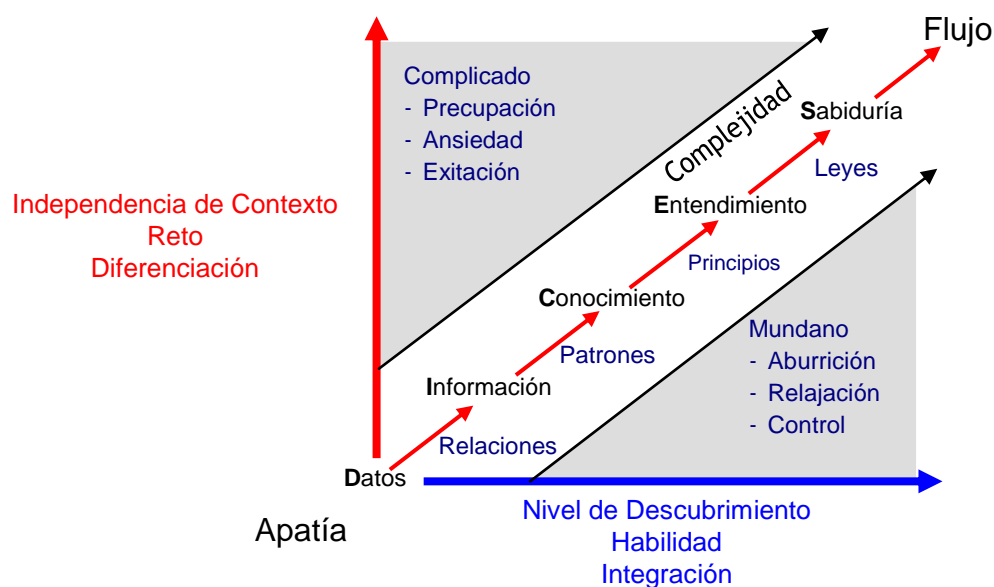 Flujo
Complicado
- Precupación
- Ansiedad
- Exitación
Complejidad
Sabiduría
Leyes
Independencia de Contexto
Reto
Diferenciación
Entendimiento
Principios
Conocimiento
Patrones
Mundano
- Aburrición
- Relajación
- Control
Información
Relaciones
Datos
Apatía
Nivel de Descubrimiento
Habilidad
Integración